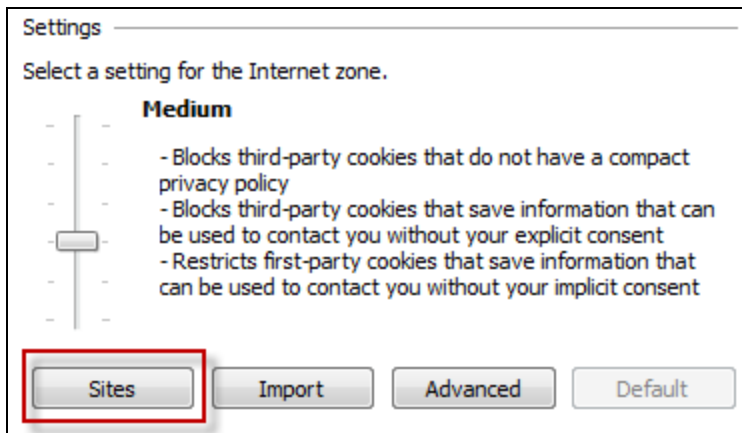 Settings
Select a setting for the Internet zone.
Medium
- Blocks third-party cookies that do not have a compact
privacy policy
- Blocks third-party cookies that save information that can
be used to contact you without your explicit consent
- Restricts first-party cookies that save information that
can be used to contact you without your implicit consent
Sites Import Advanced Default